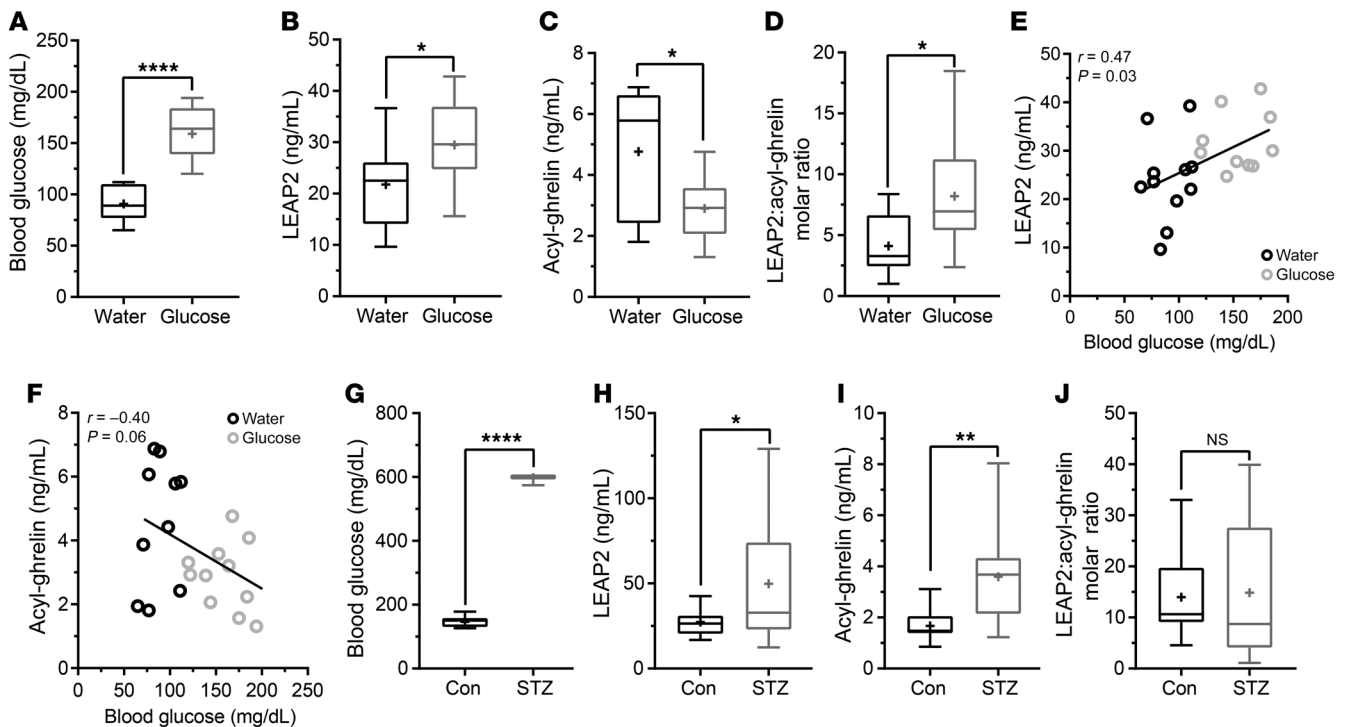 A
Blood glucose (mg/dL)
250
200
150
100
50
0
****
Water Glucose
B
LEAP2 (ng/mL)
50
40
30
20
10
0
*
Water Glucose
C
Acyl-ghrelin (ng/mL)
8
6
4
2
0
*
Water Glucose
D
LEAP2:acyl-ghrelin
molar ratio
20
15
10
5
0
*
Water Glucose
E
LEAP2 (ng/mL)
50
40
30
20
10
0
r = 0.47
P = 0.03
Water
Glucose
0 50 100 150 200
Blood glucose (mg/dL)
F
Acyl-ghrelin (ng/mL)
8
6
4
2
0
r = –0.40
P = 0.06
Water
Glucose
0 50 100 150 200 250
Blood glucose (mg/dL)
G
Blood glucose (mg/dL)
800
600
400
200
0
****
Con STZ
H
LEAP2 (ng/mL)
150
100
50
0
*
Con STZ
I
Acyl-ghrelin (ng/mL)
10
8
6
4
2
0
**
Con STZ
J
LEAP2:acyl-ghrelin
molar ratio
50
40
30
20
10
0
NS
Con STZ